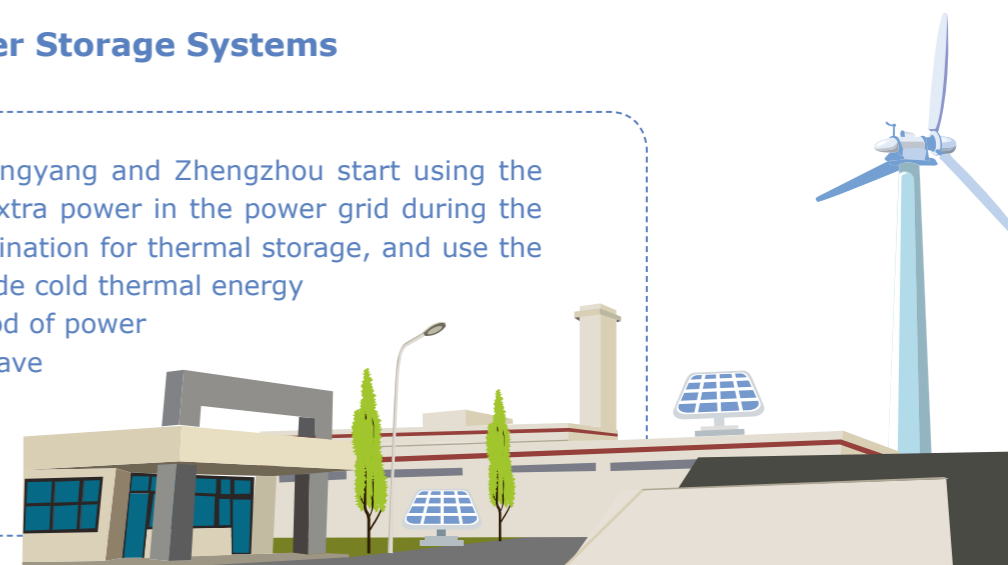 er Storage Systems
ngyang and Zhengzhou start using the
xtra power in the power grid during the
ination for thermal storage, and use the
de cold thermal energy
od of power
ave